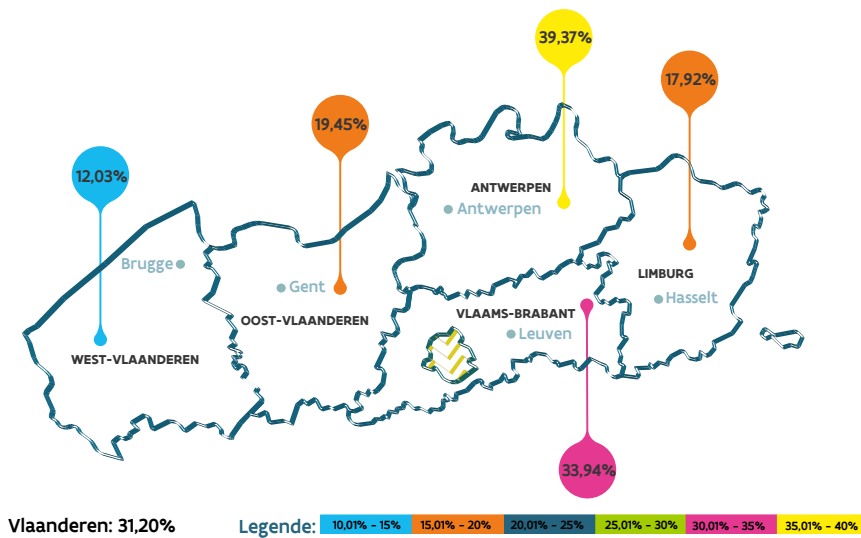 39,37%
17,92%
19,45%
12,03%
ANTWERPEN
Antwerpen
Brugge
LIMBURG
Gent
Hasselt
VLAAMS-BRABANT
OOST-VLAANDEREN
Leuven
WEST-VLAANDEREN
33,94%
Vlaanderen: 31,20%
Legende: 10,01% - 15% 15,01% - 20% 20,01% - 25% 25,01% - 30% 30,01% - 35% 35,01% - 40%